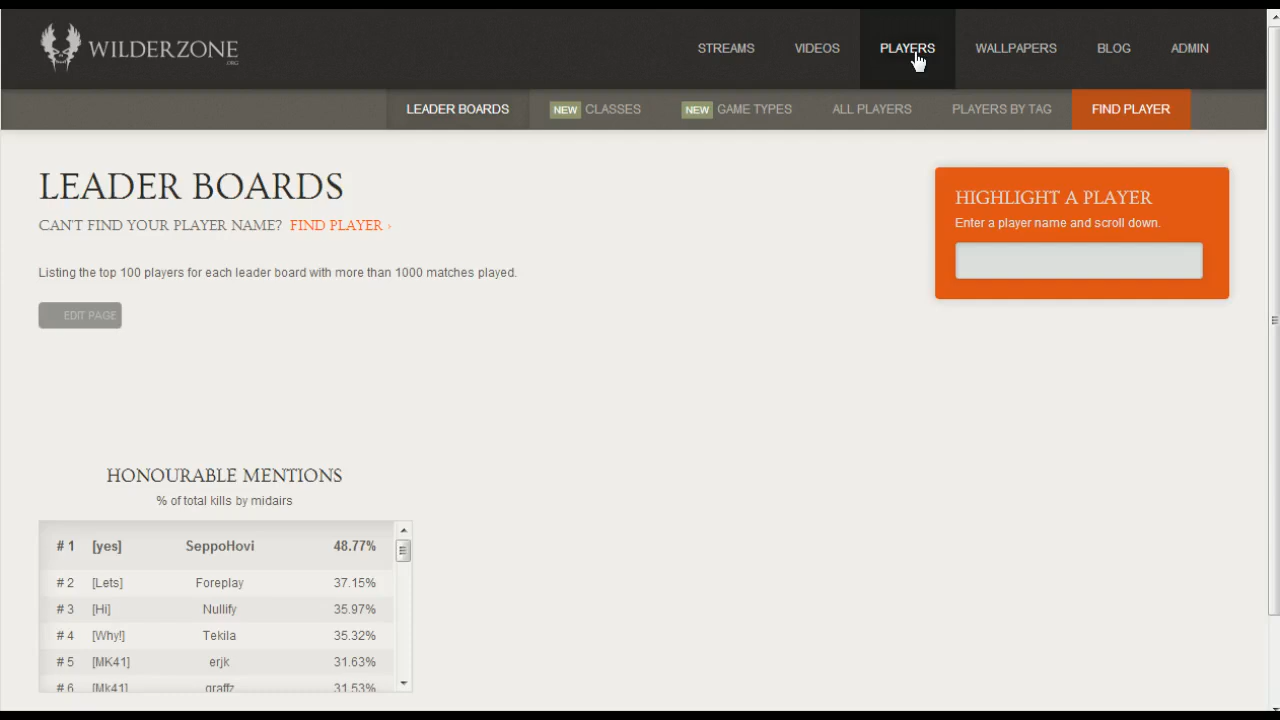 WILDERZONE
.ORG
STREAMS VIDEOS PLAYERS WALLPAPERS BLOG ADMIN
LEADER BOARDS NEW CLASSES NEW GAME TYPES ALL PLAYERS PLAYERS BY TAG FIND PLAYER
LEADER BOARDS
CAN'T FIND YOUR PLAYER NAME? FIND PLAYER ›
Listing the top 100 players for each leader board with more than 1000 matches played.
EDIT PAGE
HIGHLIGHT A PLAYER
Enter a player name and scroll down.
HONOURABLE MENTIONS
% of total kills by midairs
# 1 [yes] SeppoHovi 48.77%
# 2 [Lets] Foreplay 37.15%
# 3 [Hi] Nullify 35.97%
# 4 [Why!] Tekila 35.32%
# 5 [MK41] erjk 31.63%
# 6 [Mk41] graffz 31.53%